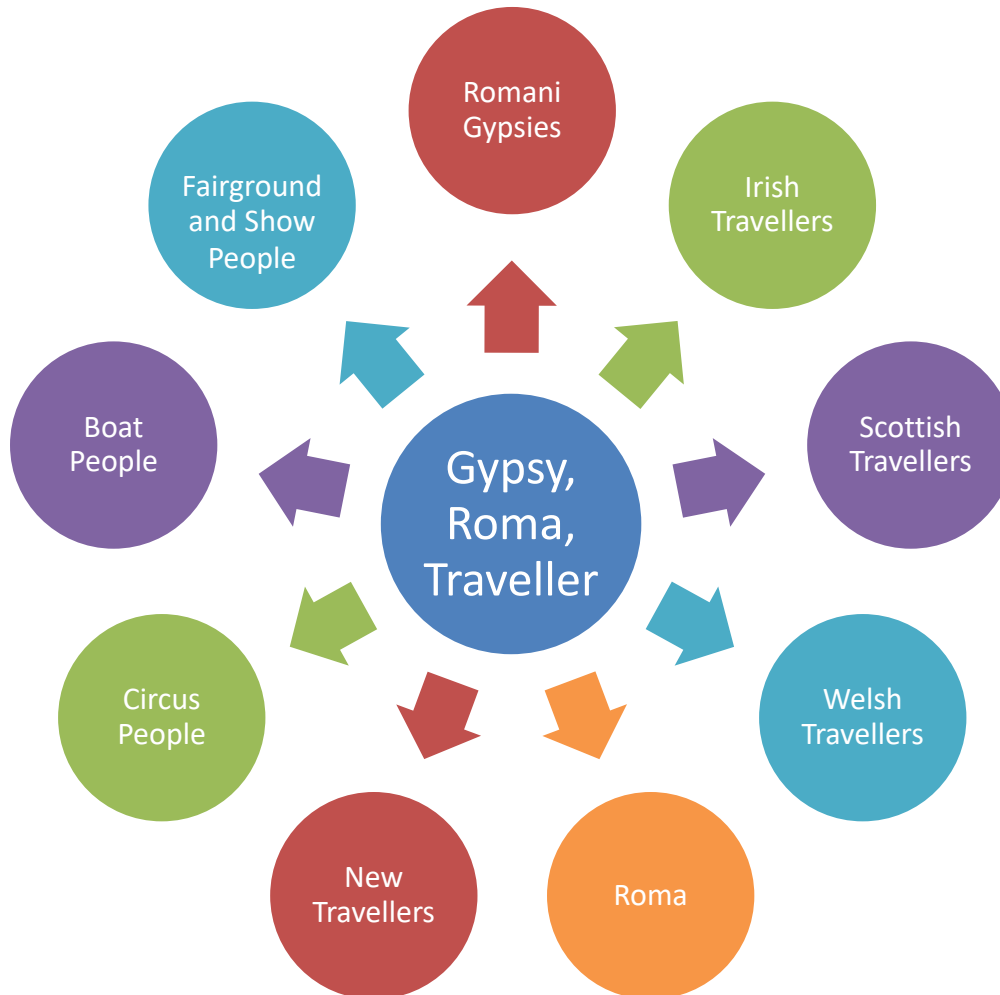 Romani
Gypsies
Irish
Travellers
Scottish
Travellers
Welsh
Travellers
Roma
New
Travellers
Circus
People
Boat
People
Fairground
and Show
People
Gypsy,
Roma,
Traveller